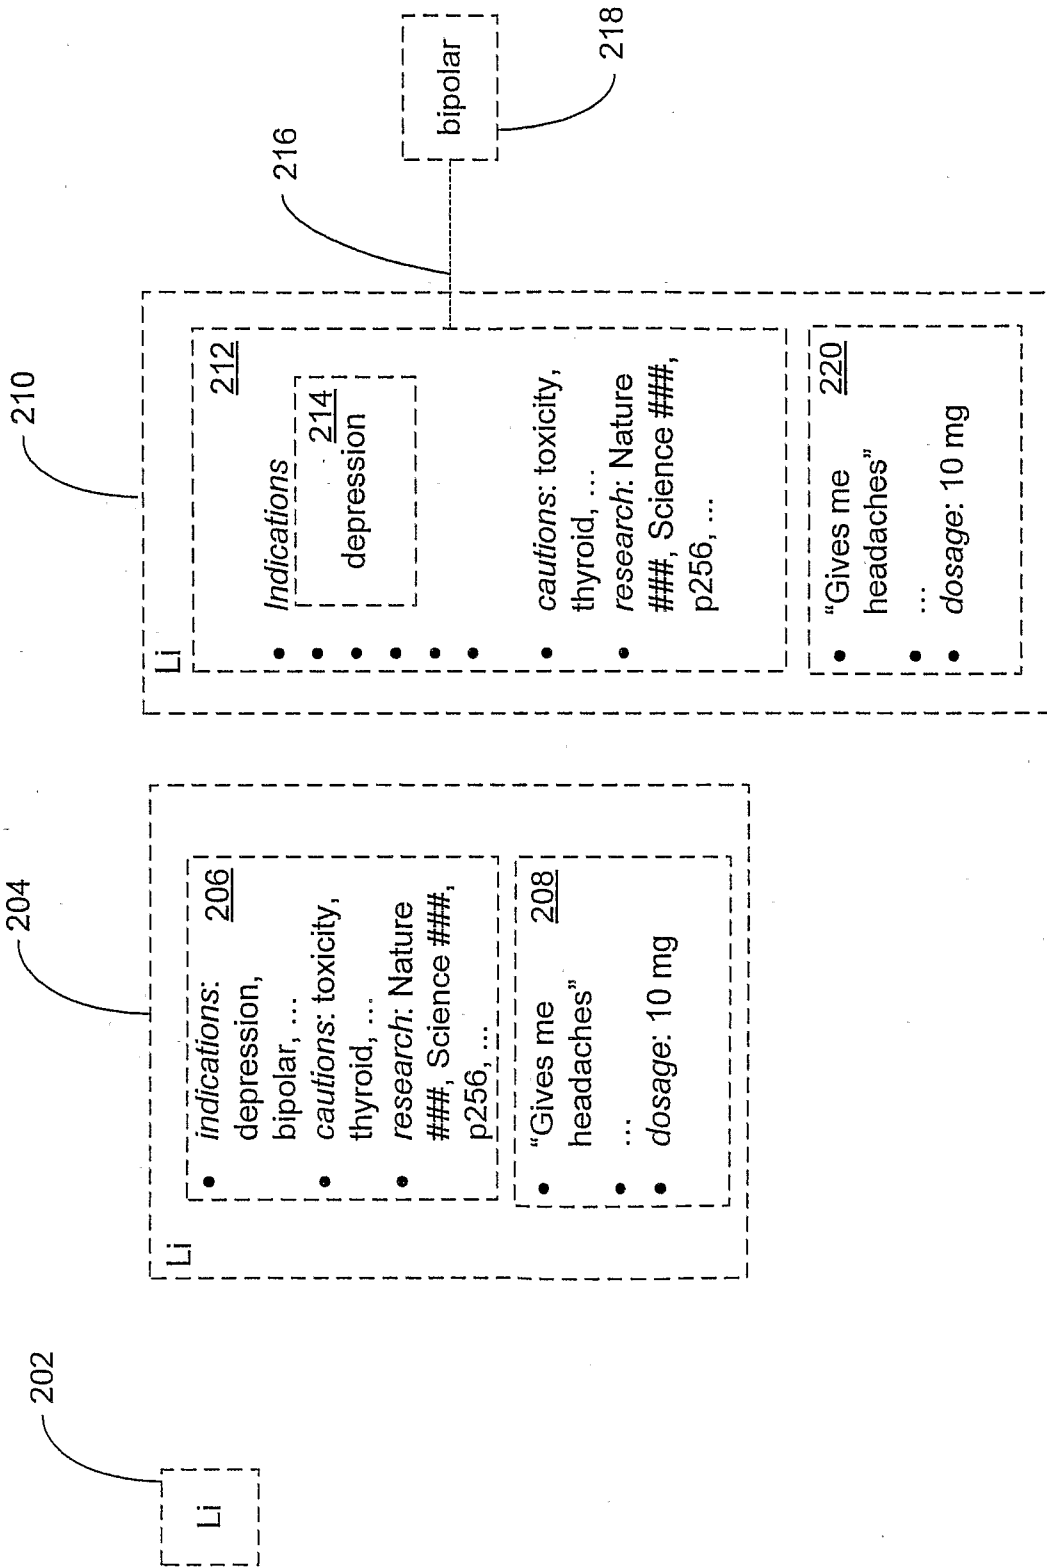 202
Li
204
Li
• indications:
depression,
bipolar, ...
• cautions: toxicity,
thyroid, ...
• research: Nature
###, Science ###,
p256, ...
206
• “Gives me
headaches”
• ...
• dosage: 10 mg
208
210
Li
212
• Indications
•
•
•
•
•
214
depression
• cautions: toxicity,
thyroid, ...
• research: Nature
###, Science ###,
p256, ...
• “Gives me
headaches”
• ...
• dosage: 10 mg
220
216
bipolar
218